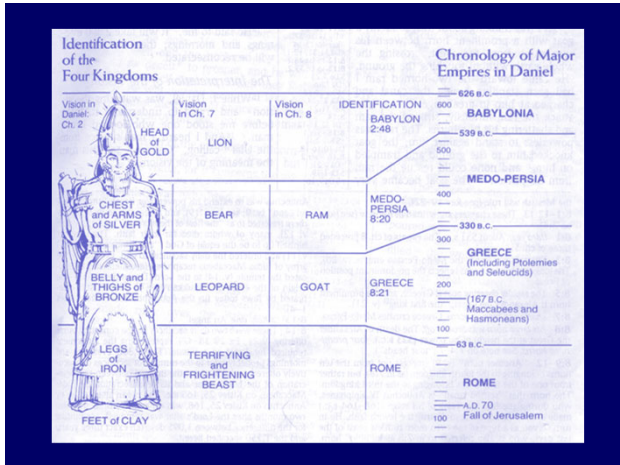 Identification
of the
Four Kingdoms
Chronology of Major
Empires in Daniel
Vision in
Daniel:
Ch. 2
Vision
in Ch. 7
Vision
in Ch. 8
IDENTIFICATION
HEAD
of
GOLD
LION
BABYLON
2:48
CHEST
and ARMS
of SILVER
BEAR
RAM
MEDO-
PERSIA
8:20
BELLY and
THIGHS of
BRONZE
LEOPARD
GOAT
GREECE
8:21
LEGS
of
IRON
TERRIFYING
and
FRIGHTENING
BEAST
ROME
FEET of CLAY
626 B.C.
600
BABYLONIA
539 B.C.
500
MEDO-PERSIA
400
330 B.C.
300
GREECE
(Including Ptolemies
and Seleucids)
200
(167 B.C.
Maccabees and
Hasmoneans)
100
63 B.C.
ROME
A.D. 70
100
Fall of Jerusalem